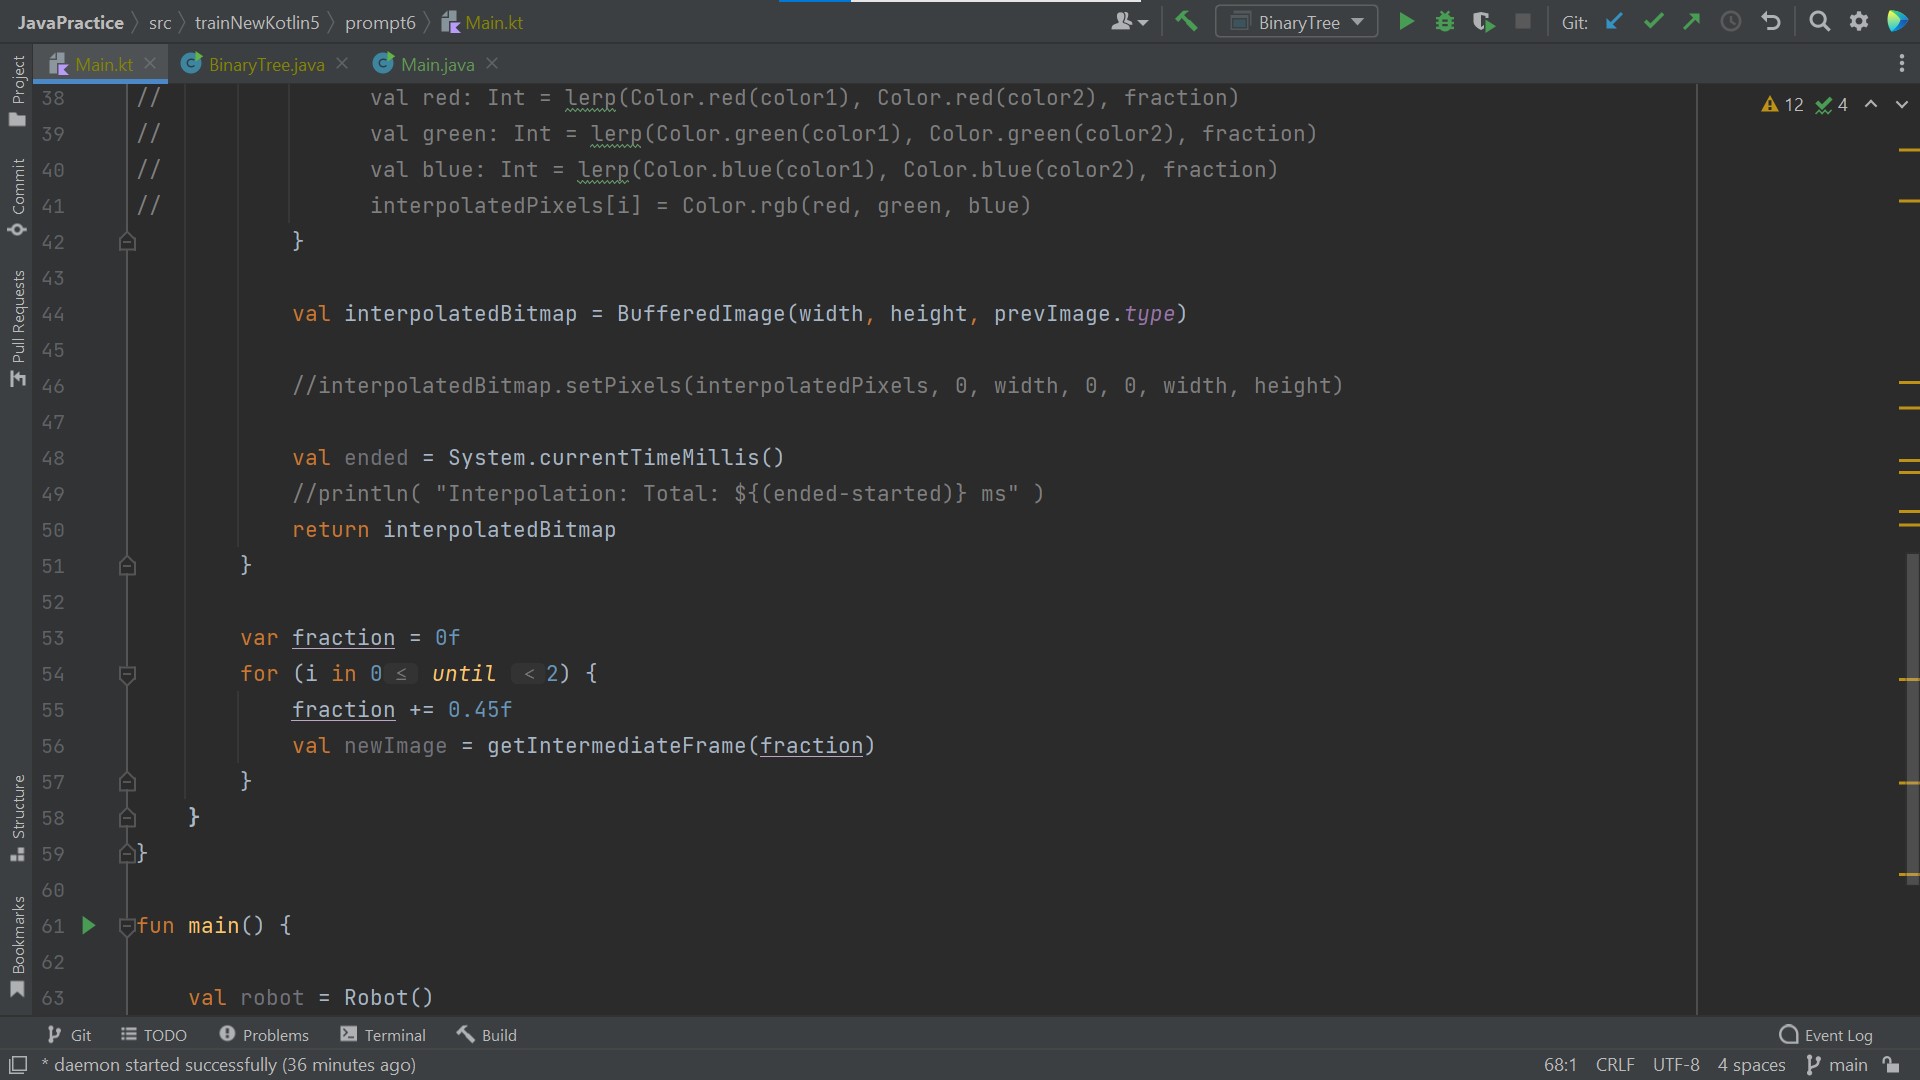 JavaPractice src trainNewKotlin5 prompt6 Main.kt BinaryTree Git:
Main.kt BinaryTree.java Main.java
Project
Commit
Pull Requests
Structure
Bookmarks
12 4
38 // val red: Int = lerp(Color.red(color1), Color.red(color2), fraction)
39 // val green: Int = lerp(Color.green(color1), Color.green(color2), fraction)
40 // val blue: Int = lerp(Color.blue(color1), Color.blue(color2), fraction)
41 // interpolatedPixels[i] = Color.rgb(red, green, blue)
42 }
43
44 val interpolatedBitmap = BufferedImage(width, height, prevImage.type)
45
46 //interpolatedBitmap.setPixels(interpolatedPixels, 0, width, 0, 0, width, height)
47
48 val ended = System.currentTimeMillis()
49 //println( "Interpolation: Total: ${(ended-started)} ms" )
50 return interpolatedBitmap
51 }
52
53 var fraction = 0f
54 for (i in 0 ≤ until < 2) {
55 fraction += 0.45f
56 val newImage = getIntermediateFrame(fraction)
57 }
58 }
59 }
60
61 fun main() {
62
63 val robot = Robot()
Git TODO Problems Terminal Build Event Log
* daemon started successfully (36 minutes ago) 68:1 CRLF UTF-8 4 spaces main